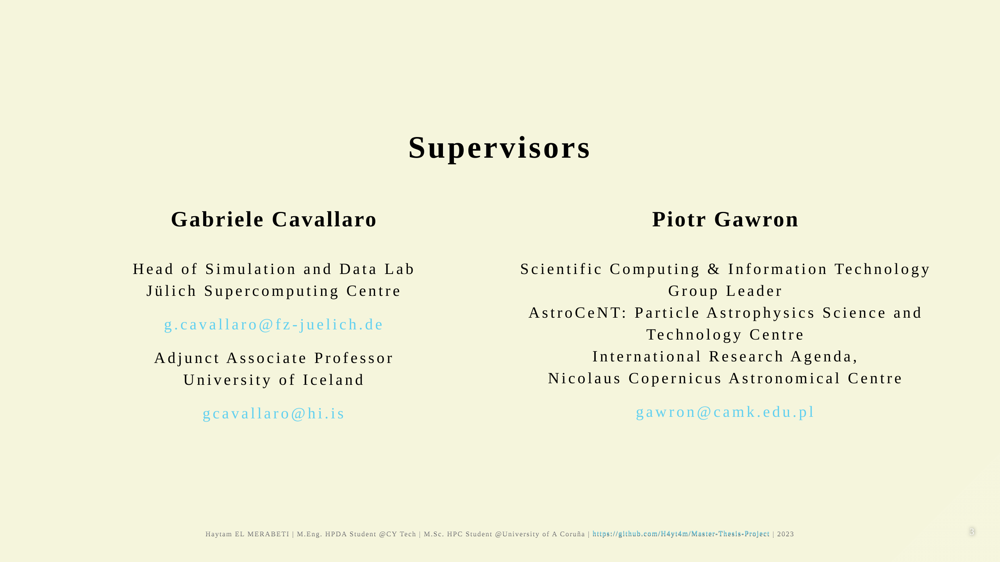 Supervisors
Gabriele Cavallaro
Head of Simulation and Data Lab
Jülich Supercomputing Centre
g.cavallaro@fz-juelich.de
Adjunct Associate Professor
University of Iceland
gcavallaro@hi.is
Piotr Gawron
Scientific Computing & Information Technology
Group Leader
AstroCeNT: Particle Astrophysics Science and
Technology Centre
International Research Agenda,
Nicolaus Copernicus Astronomical Centre
gawron@camk.edu.pl
Haytam EL MERABETI | M.Eng. HPDA Student @CY Tech | M.Sc. HPC Student @University of A Coruña | https://github.com/H4yt4m/Master-Thesis-Project | 2023
3